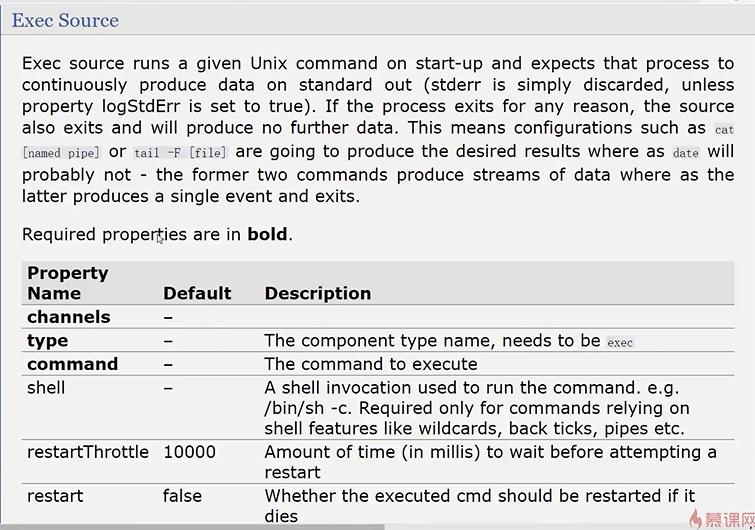 Exec Source
Exec source runs a given Unix command on start-up and expects that process to
continuously produce data on standard out (stderr is simply discarded, unless
property logStdErr is set to true). If the process exits for any reason, the source
also exits and will produce no further data. This means configurations such as cat
[named pipe] or tail -F [file] are going to produce the desired results where as date will
probably not - the former two commands produce streams of data where as the
latter produces a single event and exits.
Required properties are in bold.
Property
Name Default Description
channels –
type – The component type name, needs to be exec
command – The command to execute
shell – A shell invocation used to run the command. e.g.
/bin/sh -c. Required only for commands relying on
shell features like wildcards, back ticks, pipes etc.
restartThrottle 10000 Amount of time (in millis) to wait before attempting a
restart
restart false Whether the executed cmd should be restarted if it
dies
慕课网